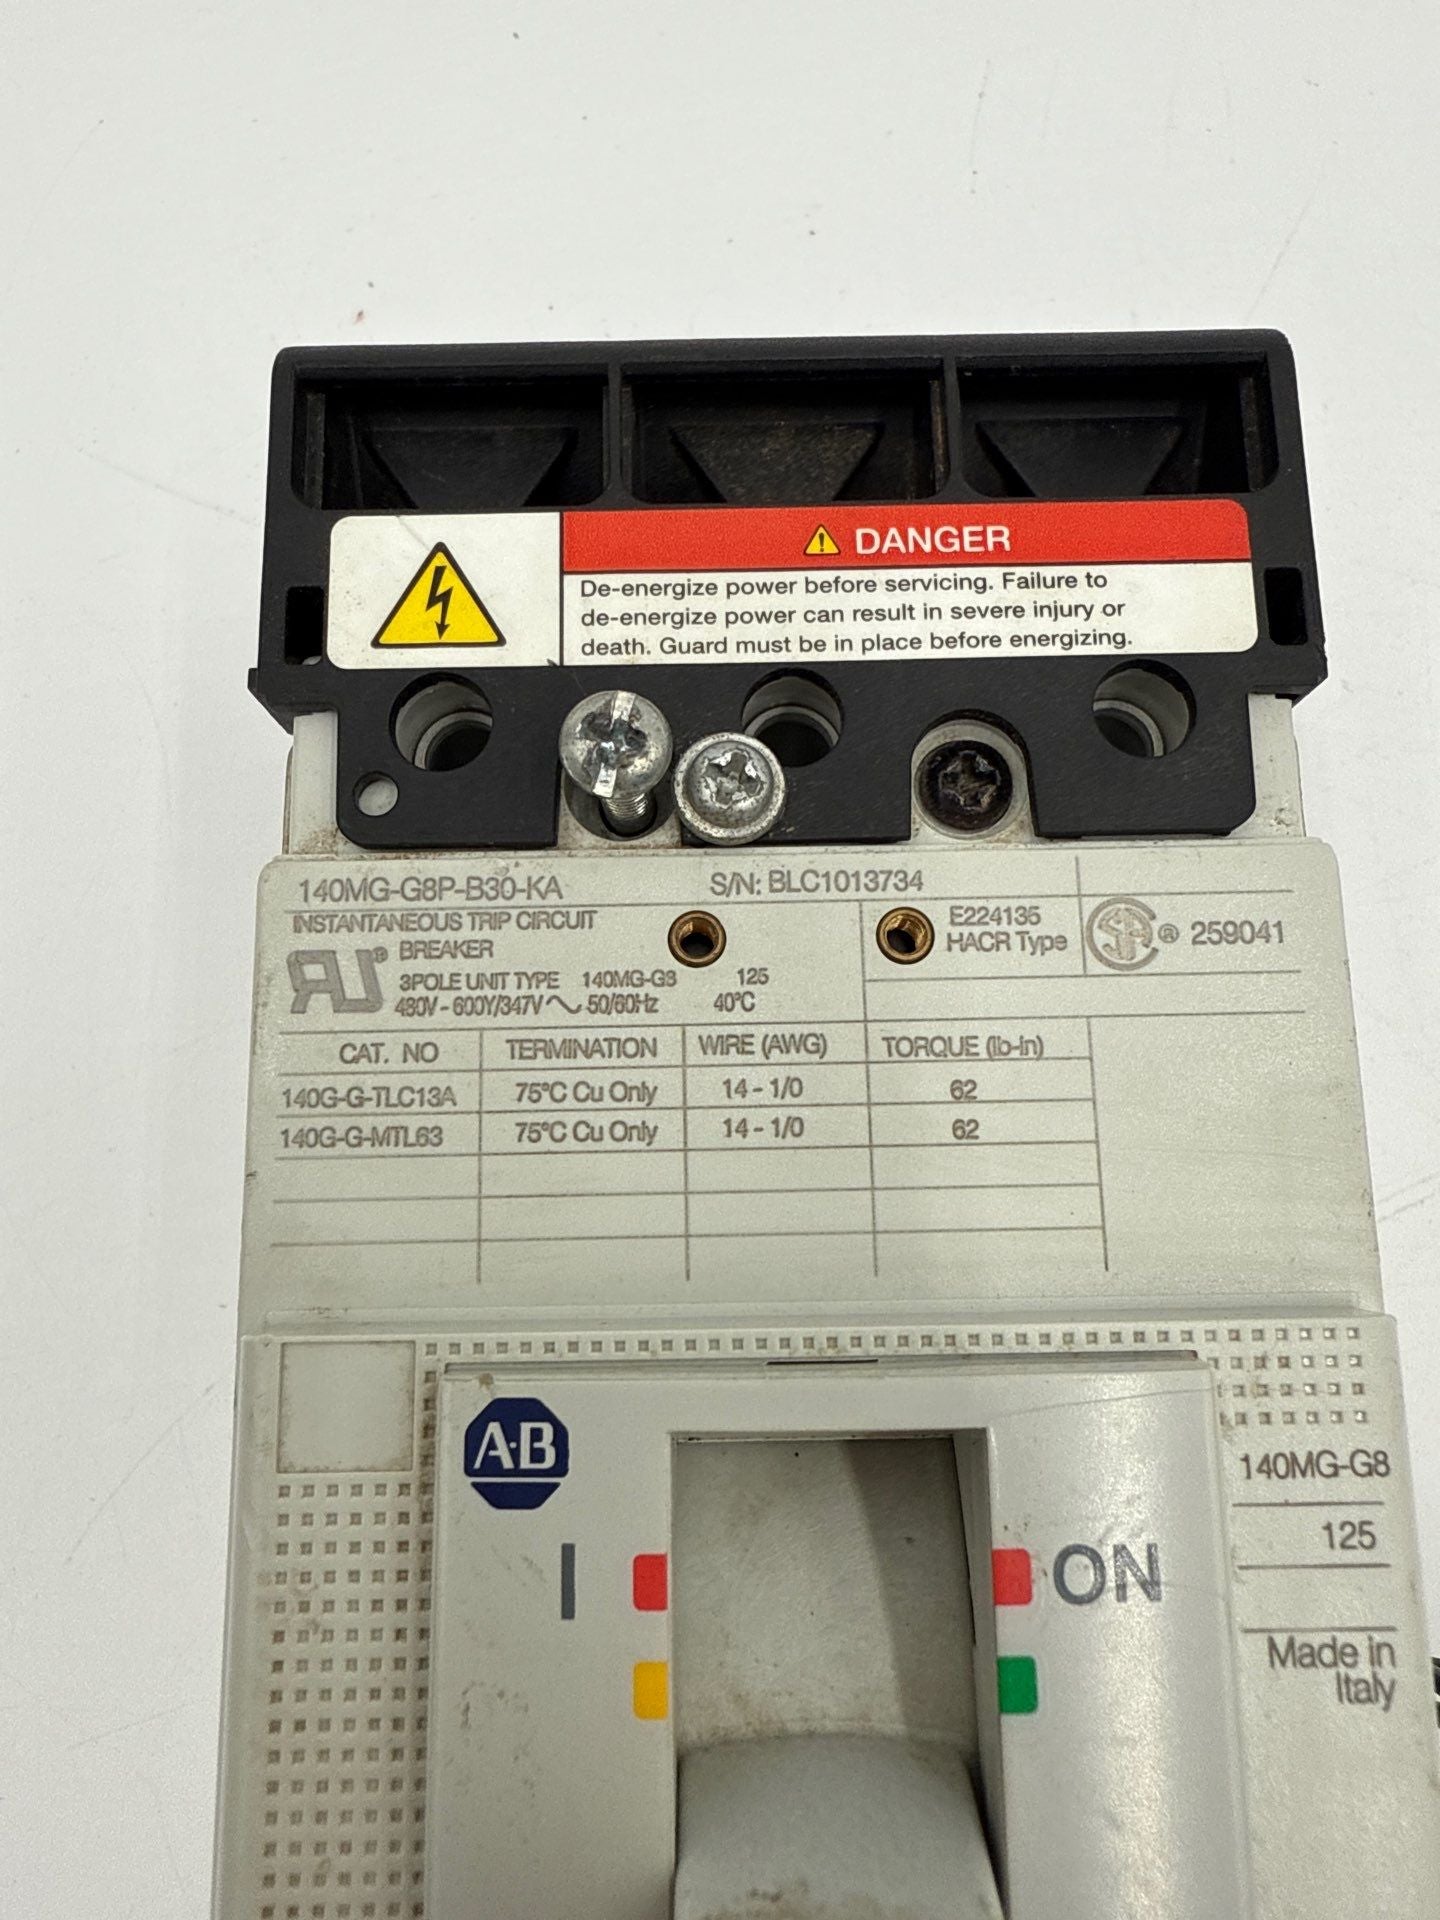 DANGER
De-energize power before servicing. Failure to
de-energize power can result in severe injury or
death. Guard must be in place before energizing.
140MG-G8P-B30-KA S/N: BLC1013734
INSTANTANEOUS TRIP CIRCUIT
BREAKER
3POLE UNIT TYPE 140MG-G8 125
480V - 600Y/347V ~ 50/60Hz 40°C
E224135
HACR Type
® 259041
CAT. NO TERMINATION WIRE (AWG) TORQUE (lb-in)
140G-G-TLC13A 75°C Cu Only 14 - 1/0 62
140G-G-MTL63 75°C Cu Only 14 - 1/0 62
A-B
140MG-G8
125
I ON
Made in
Italy